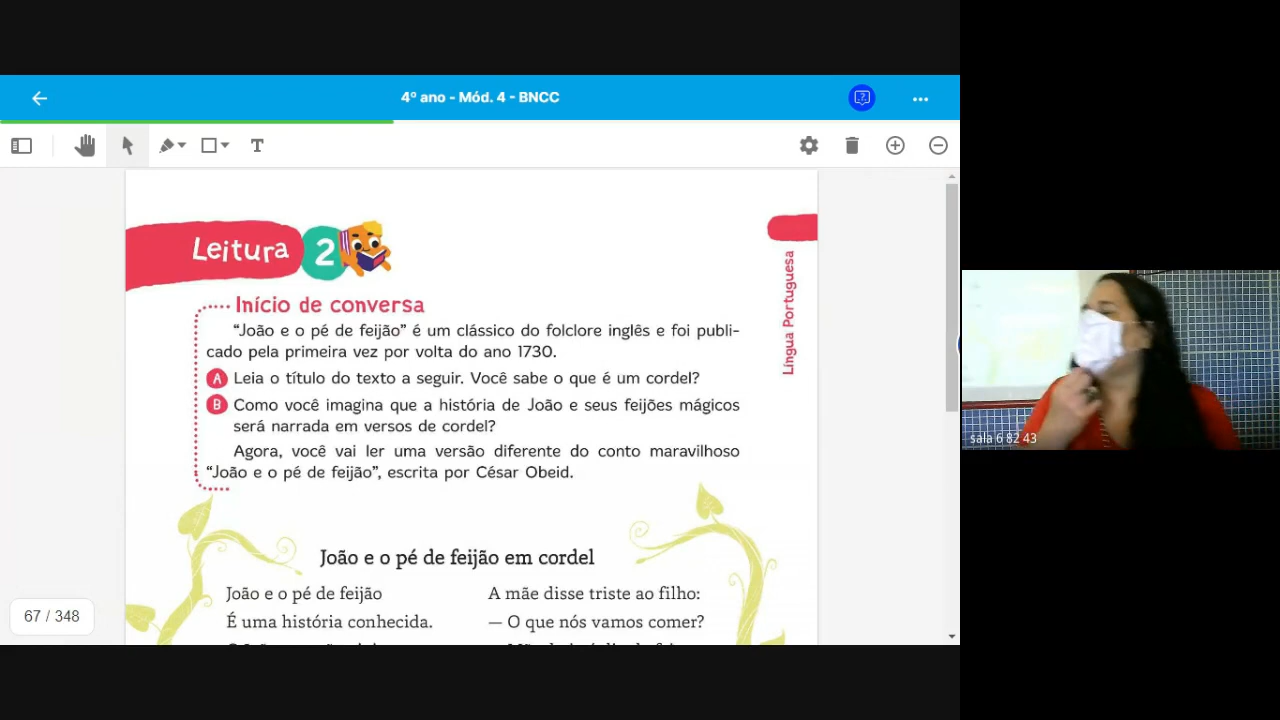 4º ano - Mód. 4 - BNCC
T
Leitura 2
Língua Portuguesa
Início de conversa
“João e o pé de feijão” é um clássico do folclore inglês e foi publi-
cado pela primeira vez por volta do ano 1730.
A Leia o título do texto a seguir. Você sabe o que é um cordel?
B Como você imagina que a história de João e seus feijões mágicos
será narrada em versos de cordel?
Agora, você vai ler uma versão diferente do conto maravilhoso
“João e o pé de feijão”, escrita por César Obeid.
João e o pé de feijão em cordel
João e o pé de feijão
É uma história conhecida.
A mãe disse triste ao filho:
— O que nós vamos comer?
67 / 348
sala 6 82 43